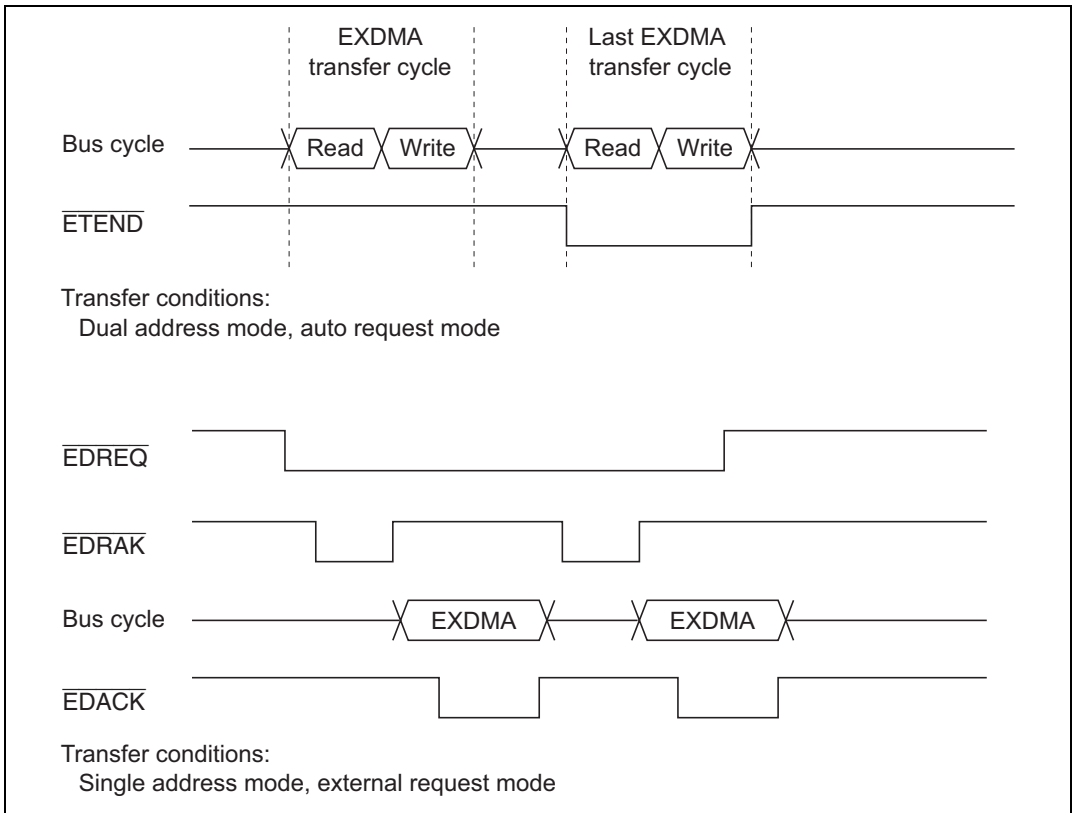 EXDMA
transfer cycle
Last EXDMA
transfer cycle
Bus cycle
Read
Write
Read
Write
ETEND
Transfer conditions:
Dual address mode, auto request mode
EDREQ
EDRAK
Bus cycle
EXDMA
EXDMA
EDACK
Transfer conditions:
Single address mode, external request mode